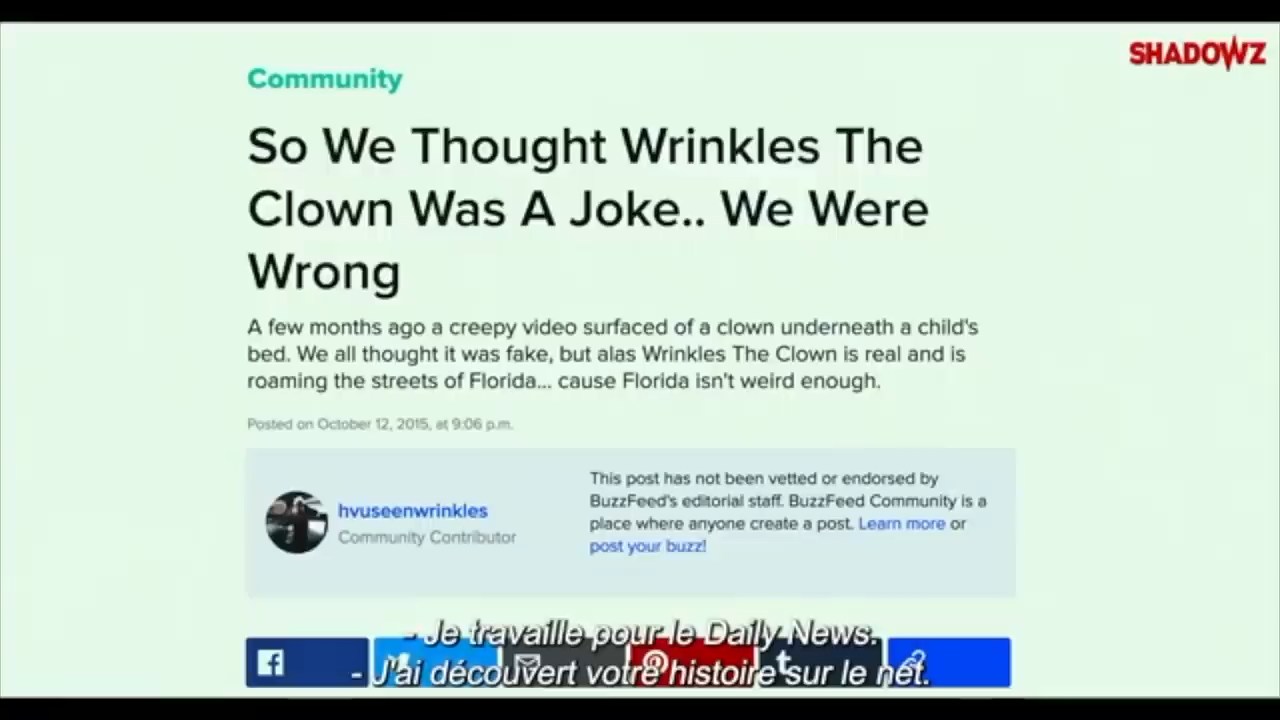 SHADOWZ
Community
So We Thought Wrinkles The
Clown Was A Joke.. We Were
Wrong
A few months ago a creepy video surfaced of a clown underneath a child's
bed. We all thought it was fake, but alas Wrinkles The Clown is real and is
roaming the streets of Florida... cause Florida isn't weird enough.
Posted on October 12, 2015, at 9:06 p.m.
hvuseenwrinkles
Community Contributor
This post has not been vetted or endorsed by
BuzzFeed's editorial staff. BuzzFeed Community is a
place where anyone create a post. Learn more or
post your buzz!
- Je travaille pour le Daily News.
- J'ai découvert votre histoire sur le net.